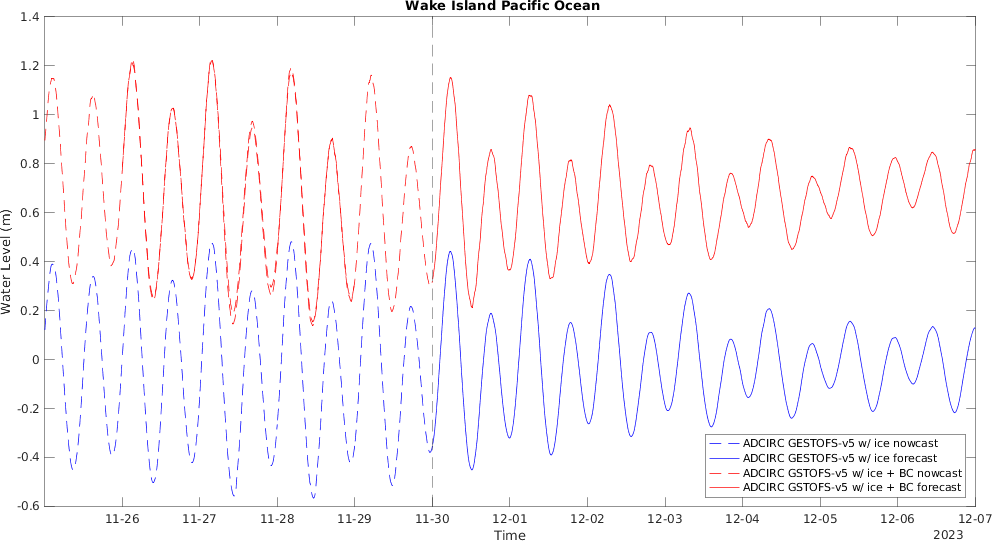 Wake Island Pacific Ocean
1.4
1.2
1
0.8
0.6
0.4
0.2
0
-0.2
-0.4
-0.6
Water Level (m)
ADCIRC GESTOFS-v5 w/ ice nowcast
ADCIRC GESTOFS-v5 w/ ice forecast
ADCIRC GSTOFS-v5 w/ ice + BC nowcast
ADCIRC GSTOFS-v5 w/ ice + BC forecast
11-26 11-27 11-28 11-29 11-30 12-01 12-02 12-03 12-04 12-05 12-06 12-07
Time
2023